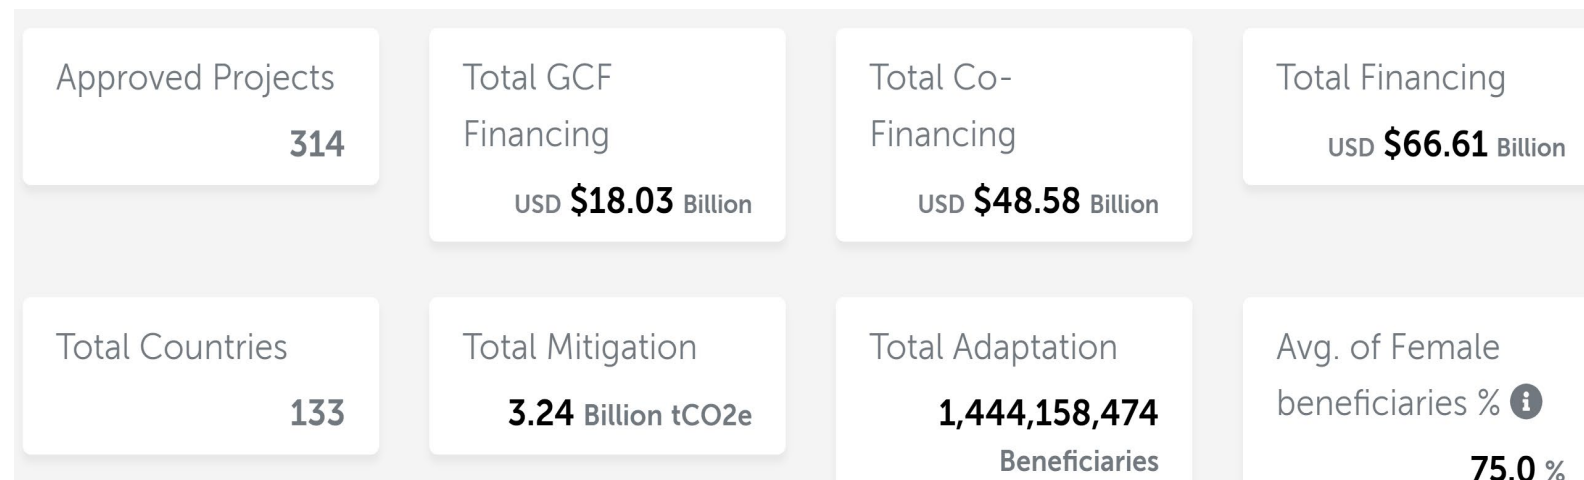 Approved Projects
314
Total GCF
Financing
USD $18.03 Billion
Total Co-
Financing
USD $48.58 Billion
Total Financing
USD $66.61 Billion
Total Countries
133
Total Mitigation
3.24 Billion tCO2e
Total Adaptation
1,444,158,474
Beneficiaries
Avg. of Female
beneficiaries % i
75.0 %